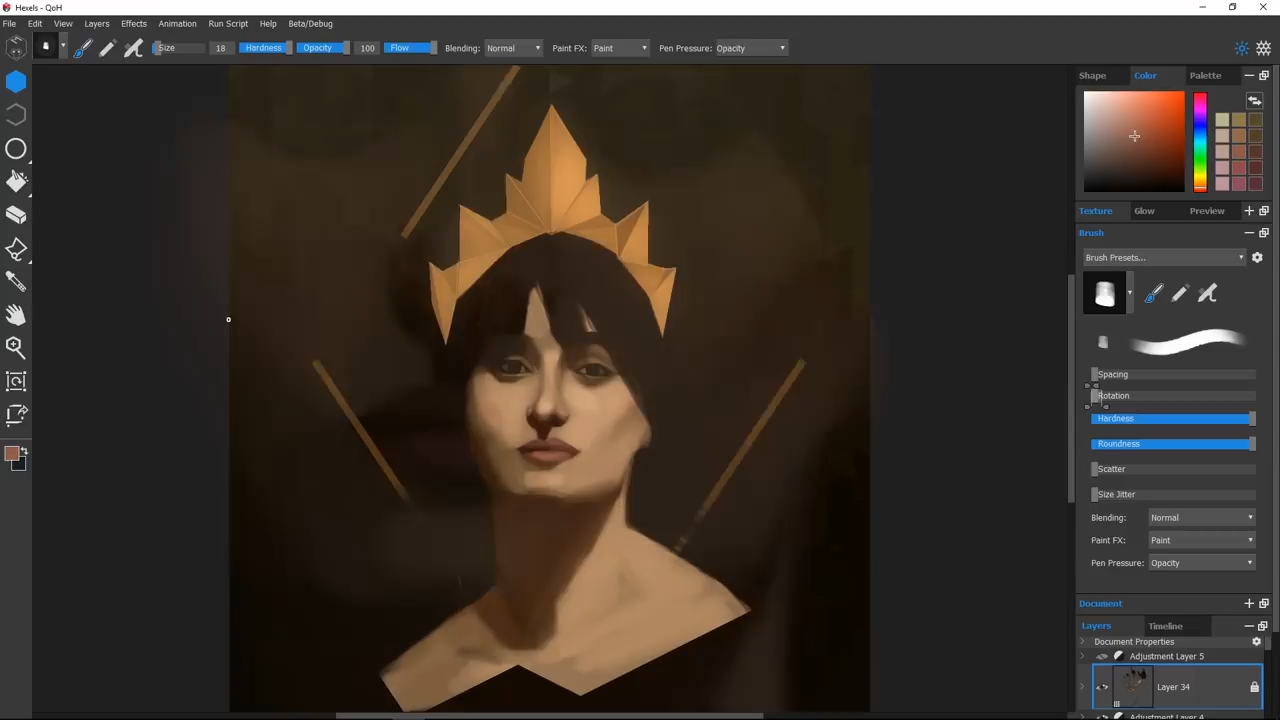 Hexels - QoH
File Edit View Layers Effects Animation Run Script Help Beta/Debug
Size 18 Hardness Opacity 100 Flow Blending: Normal Paint FX: Paint Pen Pressure: Opacity
Shape Color Palette
Texture Glow Preview
Brush
Brush Presets...
Spacing
Rotation
Hardness
Roundness
Scatter
Size Jitter
Blending: Normal
Paint FX: Paint
Pen Pressure: Opacity
Document
Layers Timeline
Document Properties
Adjustment Layer 5
Layer 34
Adjustment Layer 4